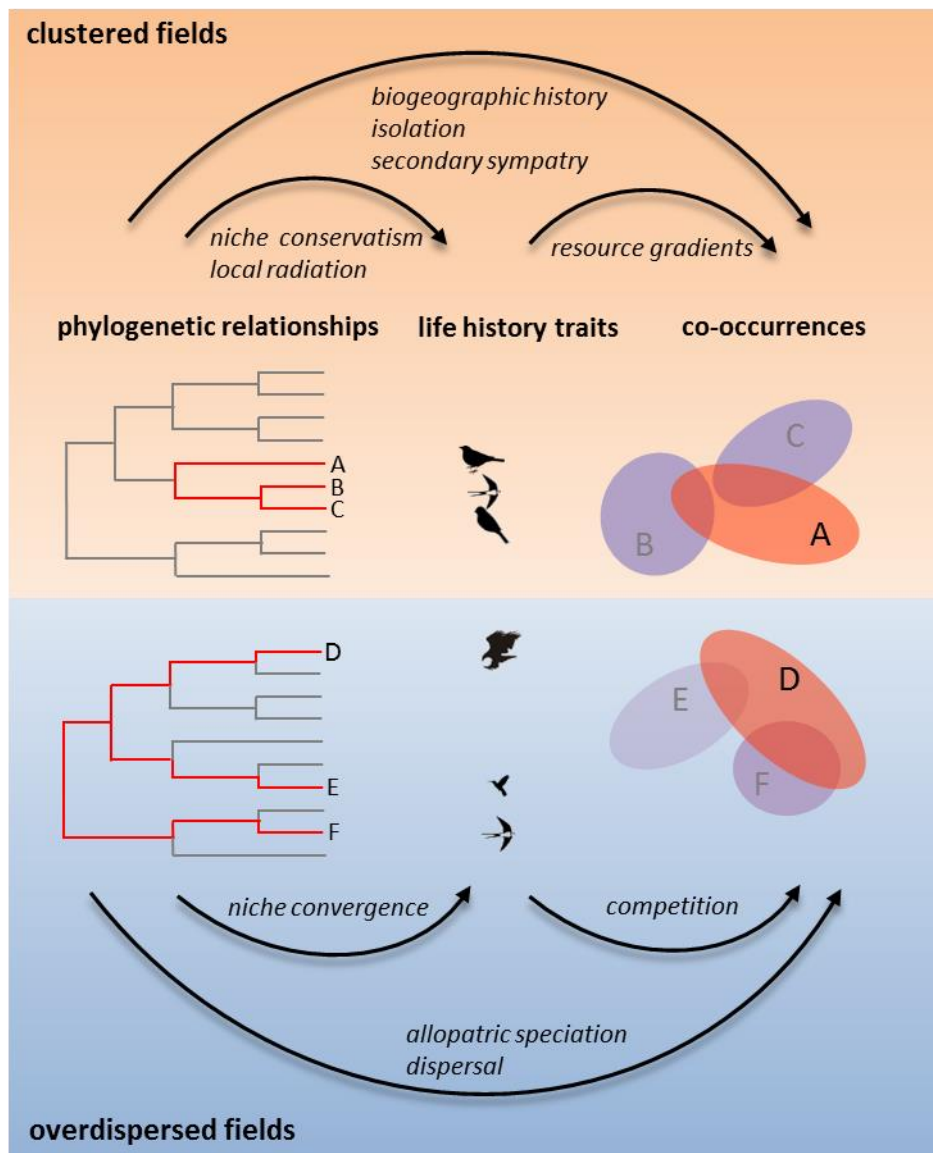 clustered fields
biogeographic history
isolation
secondary sympatry
niche conservatism
local radiation
resource gradients
phylogenetic relationships
life history traits
co-occurrences
A
B
C
C
B
A
D
E
F
D
E
F
niche convergence
competition
allopatric speciation
dispersal
overdispersed fields